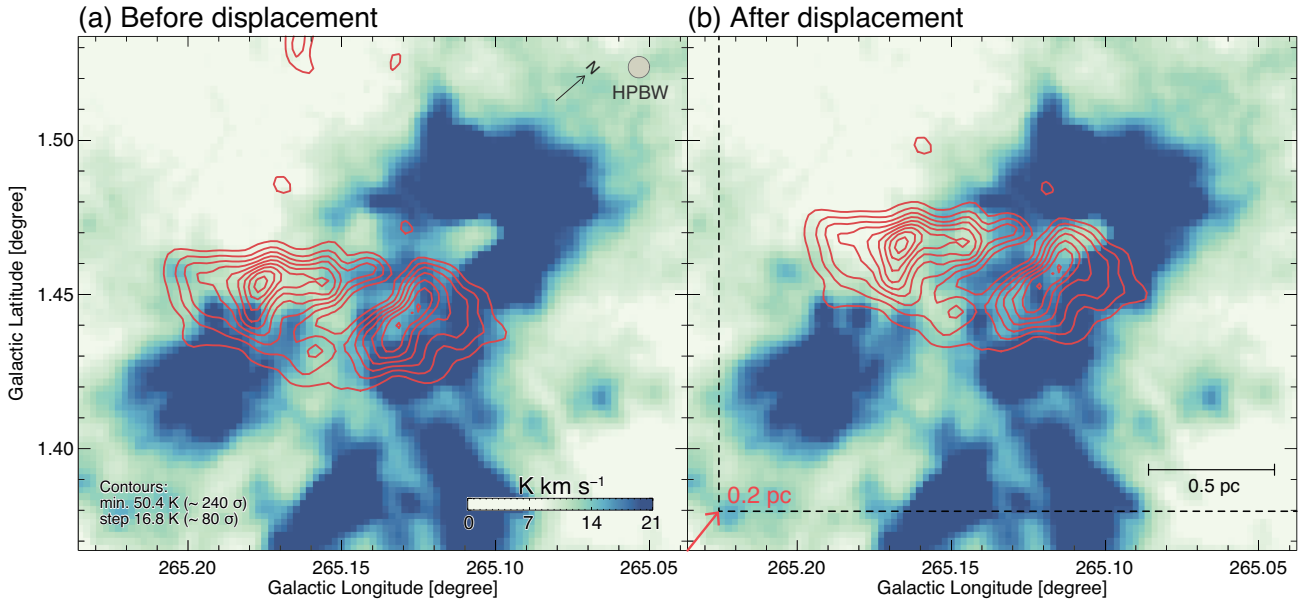 (a) Before displacement
(b) After displacement
N
HPBW
1.50
1.45
1.40
Galactic Latitude [degree]
Contours:
min. 50.4 K (~ 240 σ)
step 16.8 K (~ 80 σ)
K km s⁻¹
0 7 14 21
0.2 pc
0.5 pc
265.20 265.15 265.10 265.05
265.20 265.15 265.10 265.05
Galactic Longitude [degree]
Galactic Longitude [degree]